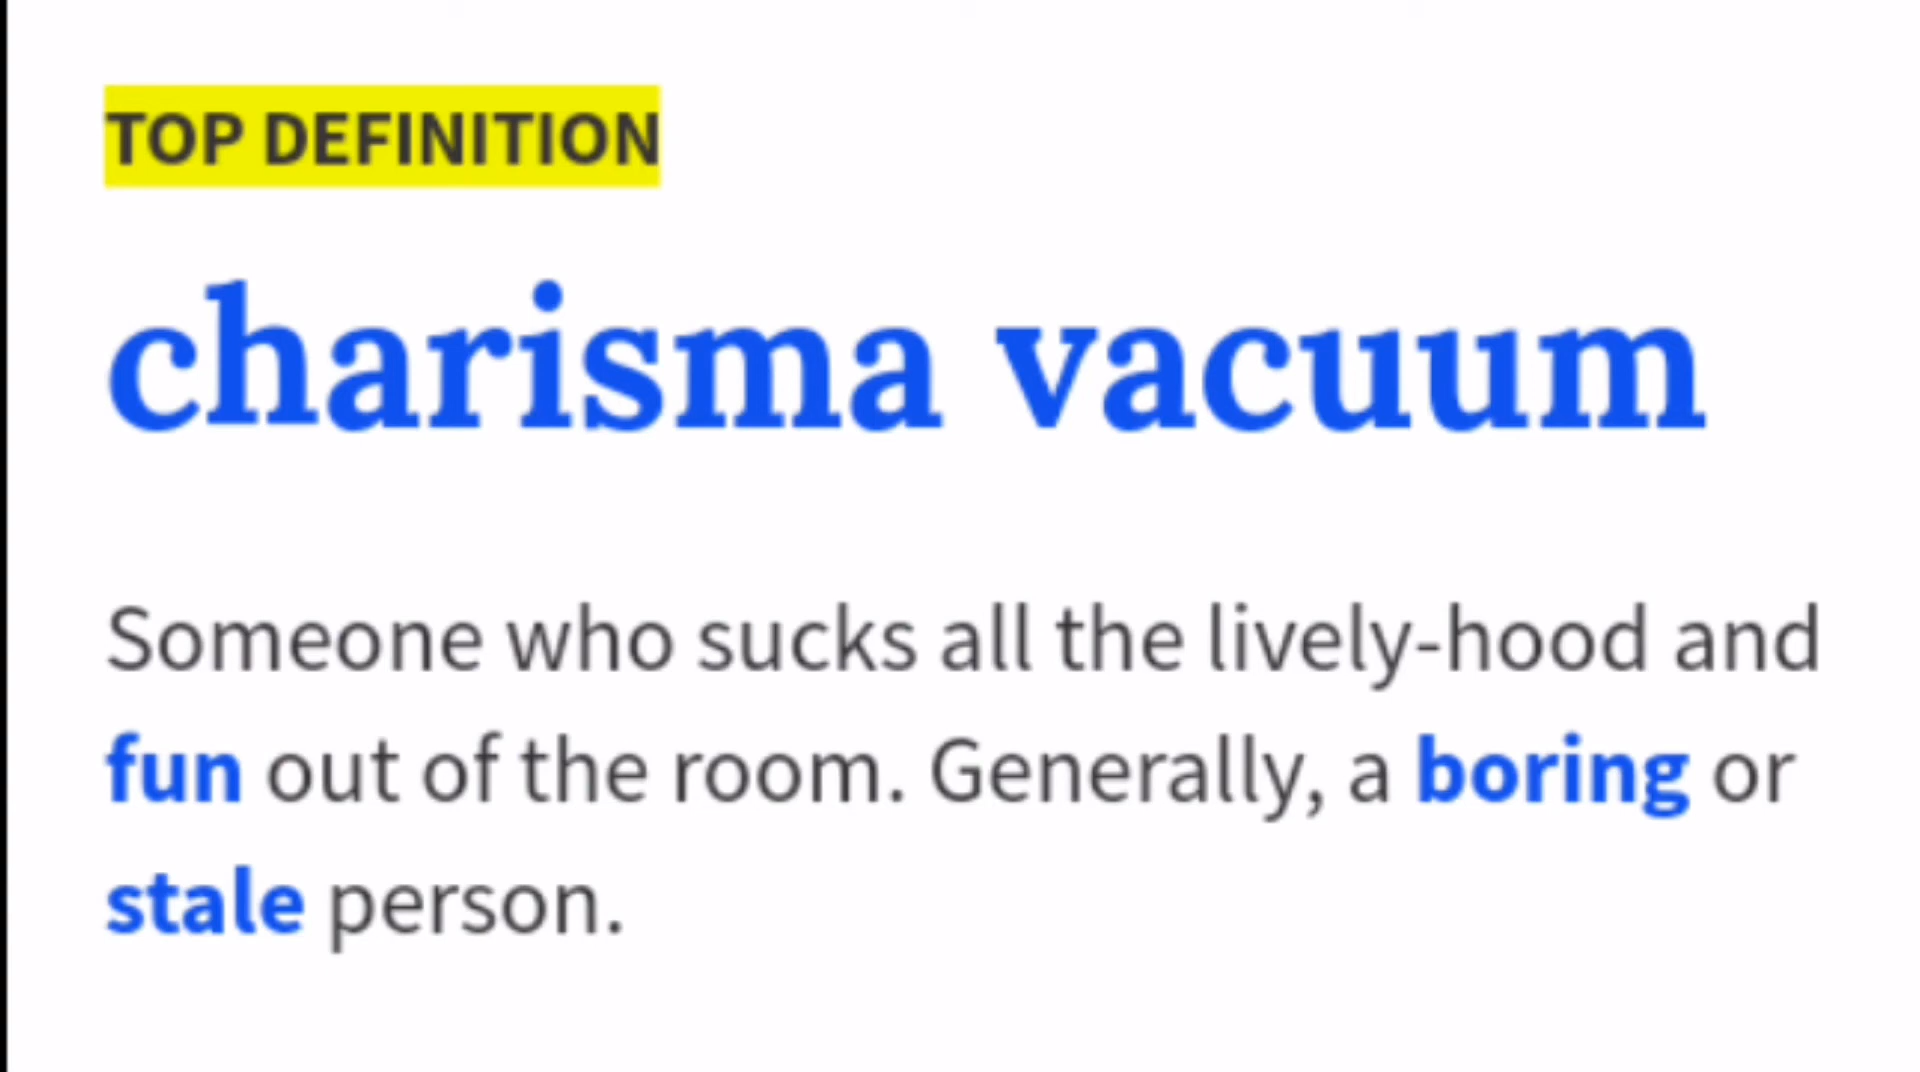 TOP DEFINITION
charisma vacuum
Someone who sucks all the lively-hood and
fun out of the room. Generally, a boring or
stale person.